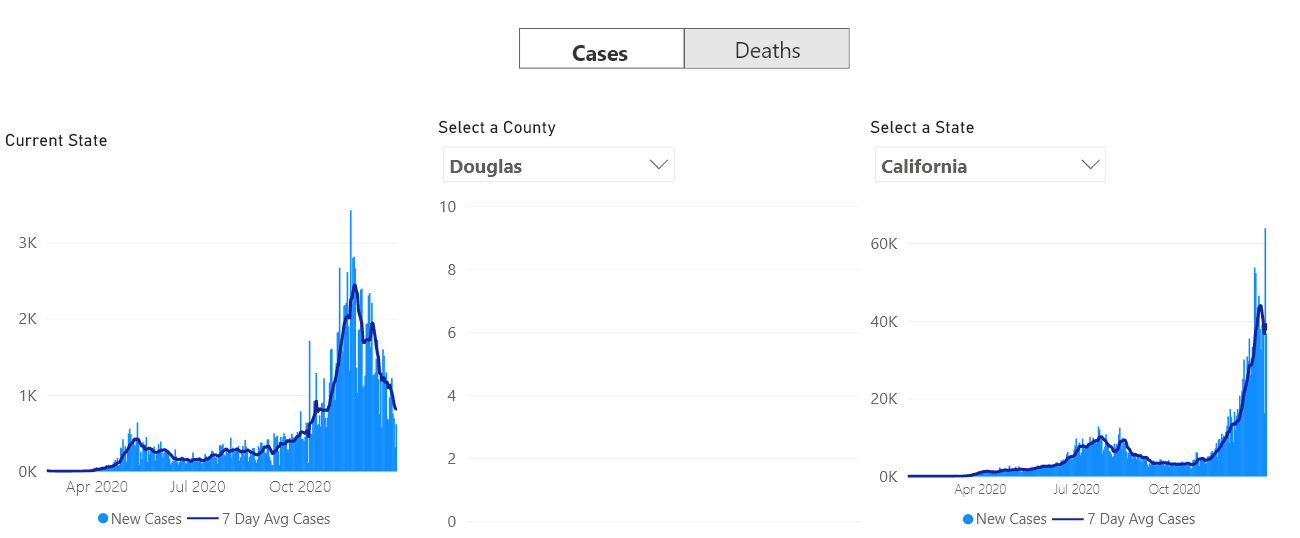 Cases Deaths
Current State
3K
2K
1K
0K
Apr 2020 Jul 2020 Oct 2020
New Cases 7 Day Avg Cases
Select a County
Douglas
10
8
6
4
2
0
Select a State
California
60K
40K
20K
0K
Apr 2020 Jul 2020 Oct 2020
New Cases 7 Day Avg Cases